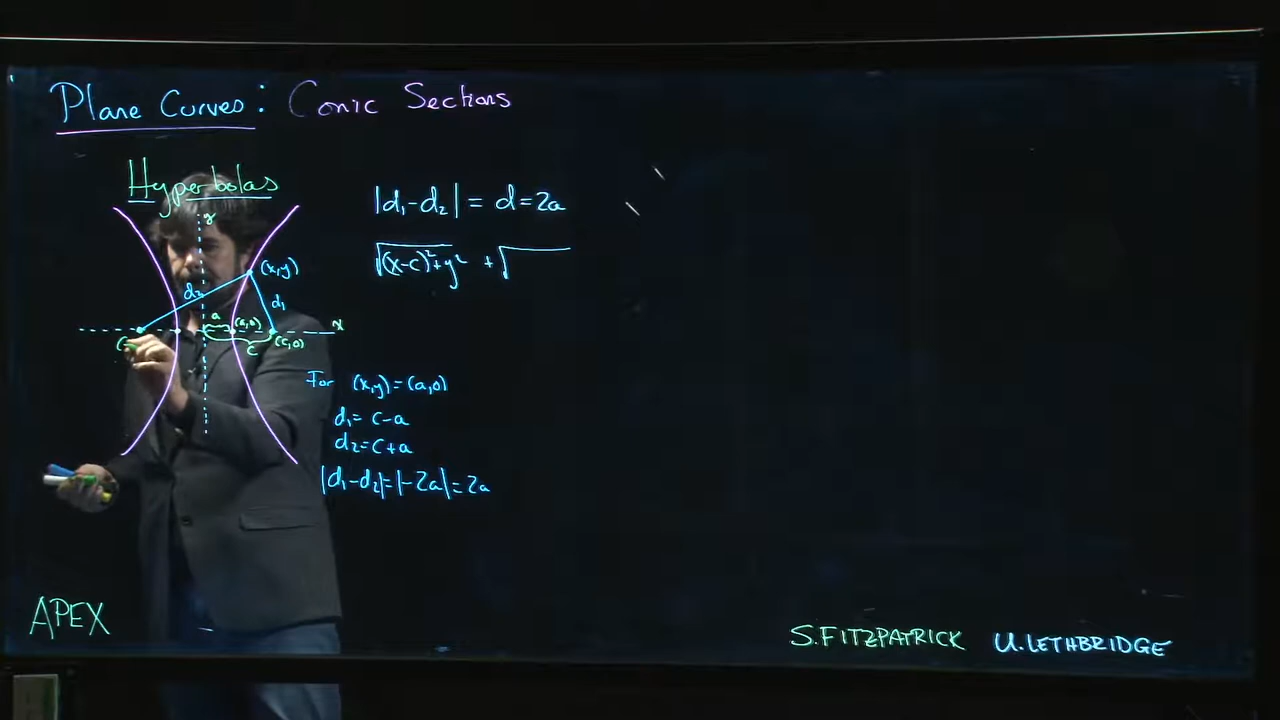 Plane Curves: Conic Sections
Hyperbolas
y
(x,y)
d₂
d₁
a
(a,0)
x
c
(c,0)
(-
|d₁-d₂| = d = 2a
√(x-c)²+y² + √
For (x,y)=(a,0)
d₁= c-a
d₂=c+a
|d₁-d₂|=|-2a|=2a
APEX
S.FITZPATRICK U.LETHBRIDGE